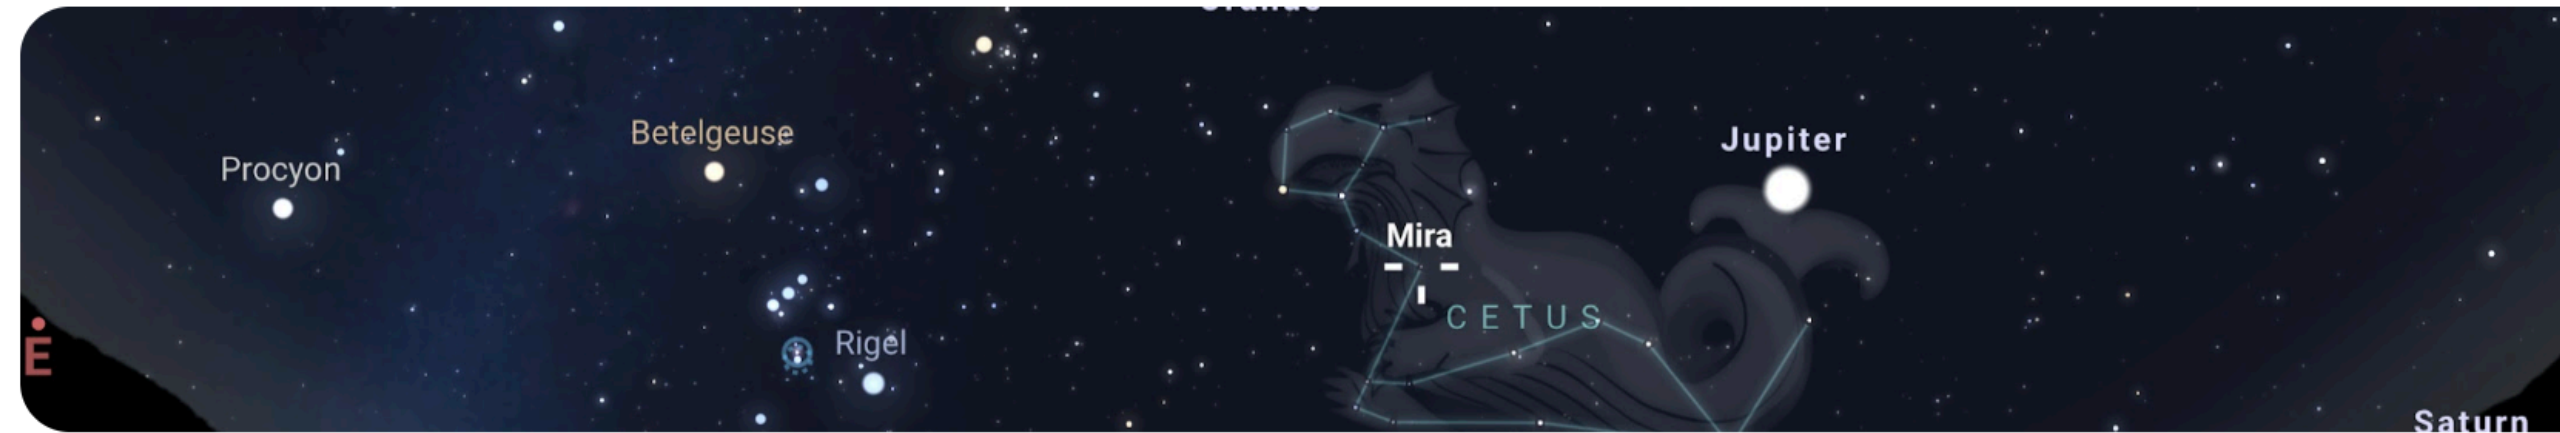 Betelgeuse
Jupiter
Procyon
Mira
CETUS
Rigel
E
Saturn